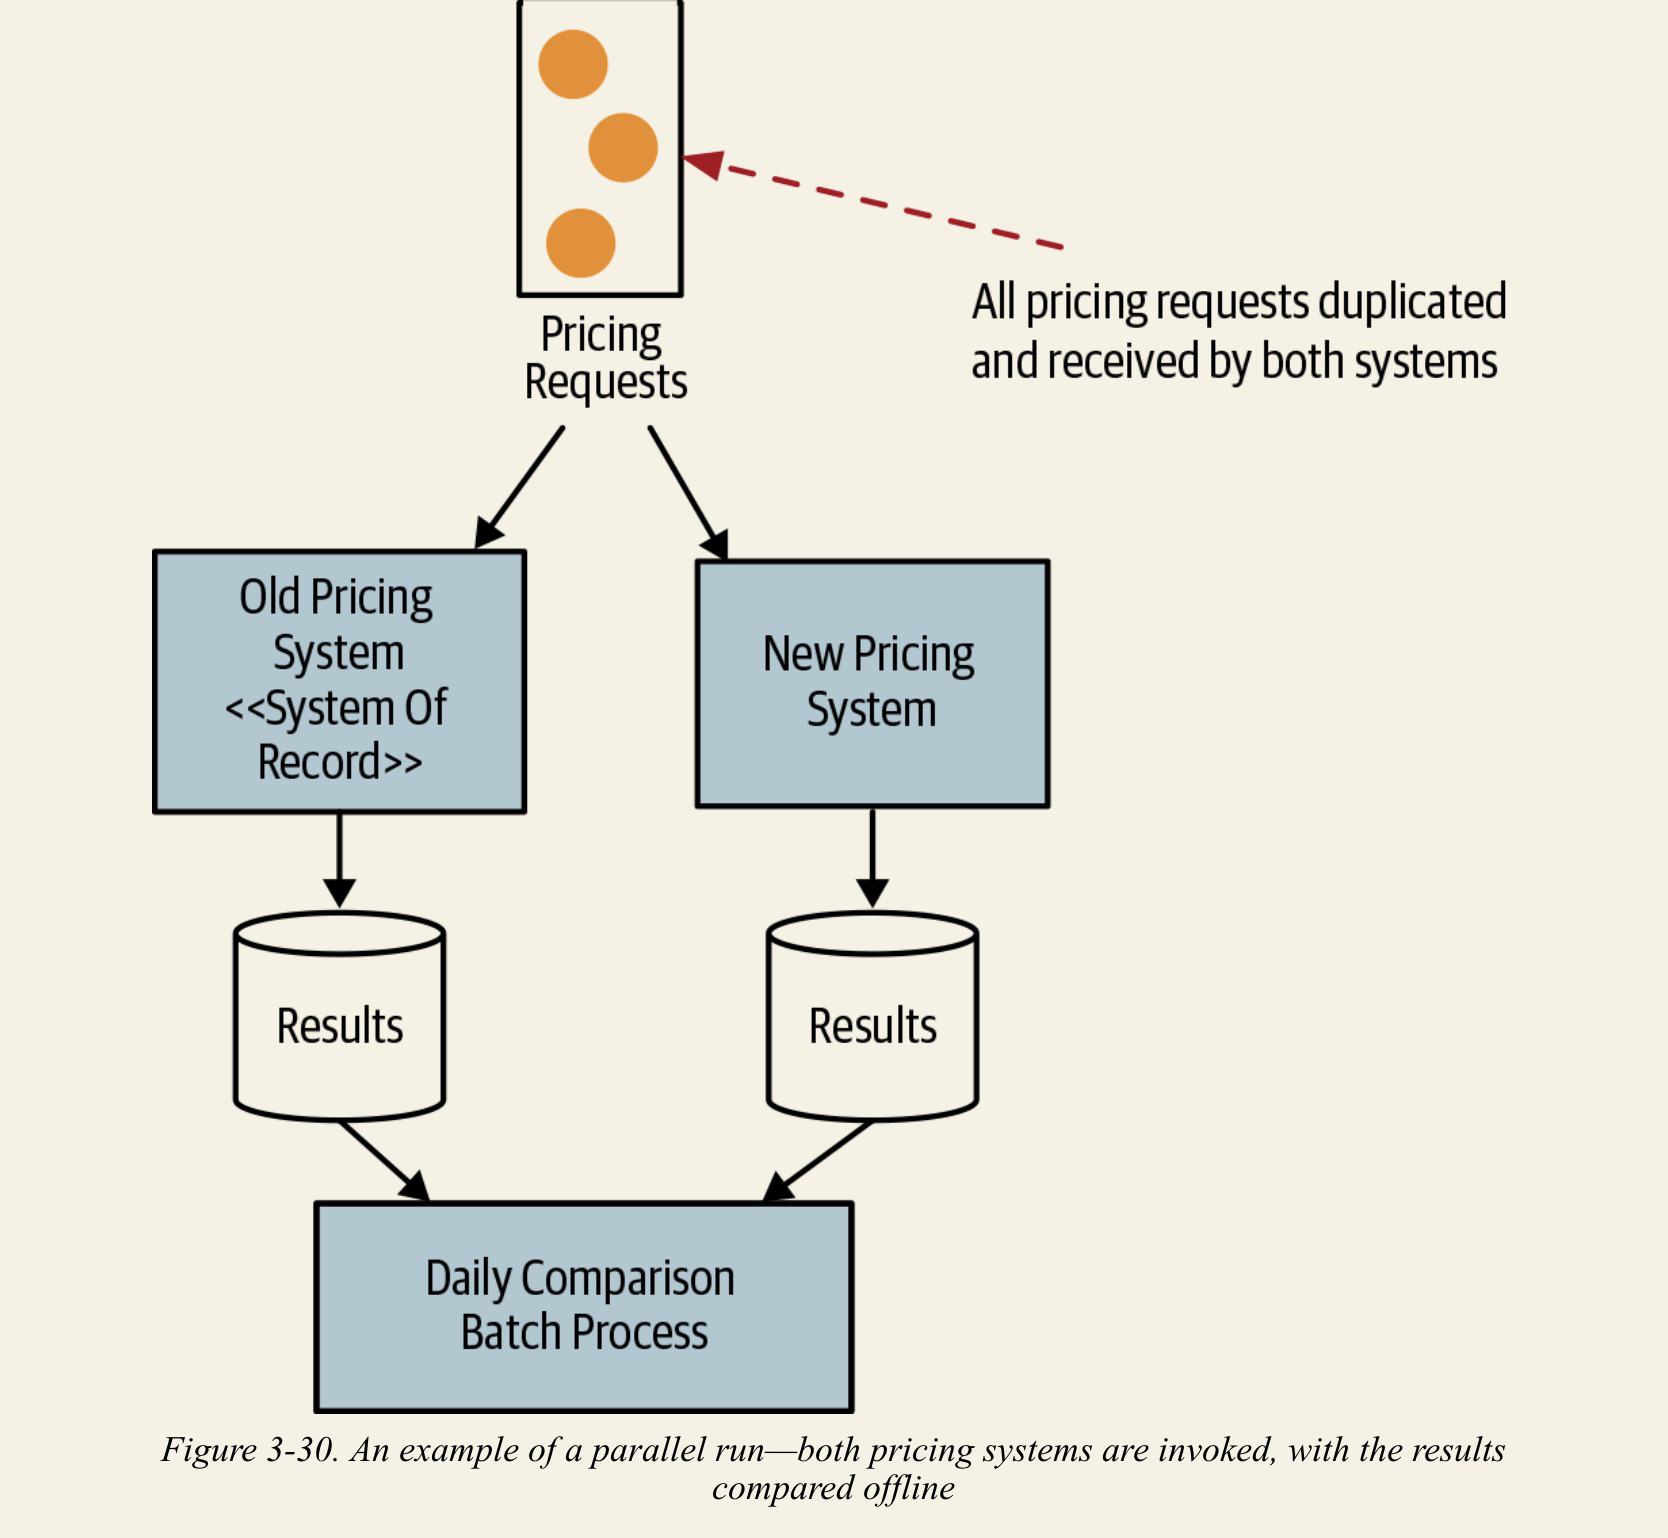 Pricing
Requests
All pricing requests duplicated
and received by both systems
Old Pricing
System
<<System Of
Record>>
New Pricing
System
Results
Results
Daily Comparison
Batch Process
Figure 3-30. An example of a parallel run—both pricing systems are invoked, with the results
compared offline